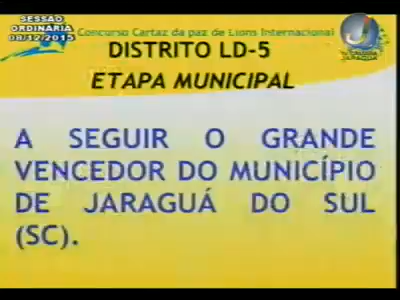 SESSÃO
ORDINÁRIA
08/12/2015
Concurso Cartaz da paz de Lions Internacional
DISTRITO LD-5
ETAPA MUNICIPAL
A SEGUIR O GRANDE
VENCEDOR DO MUNICÍPIO
DE JARAGUÁ DO SUL
(SC).